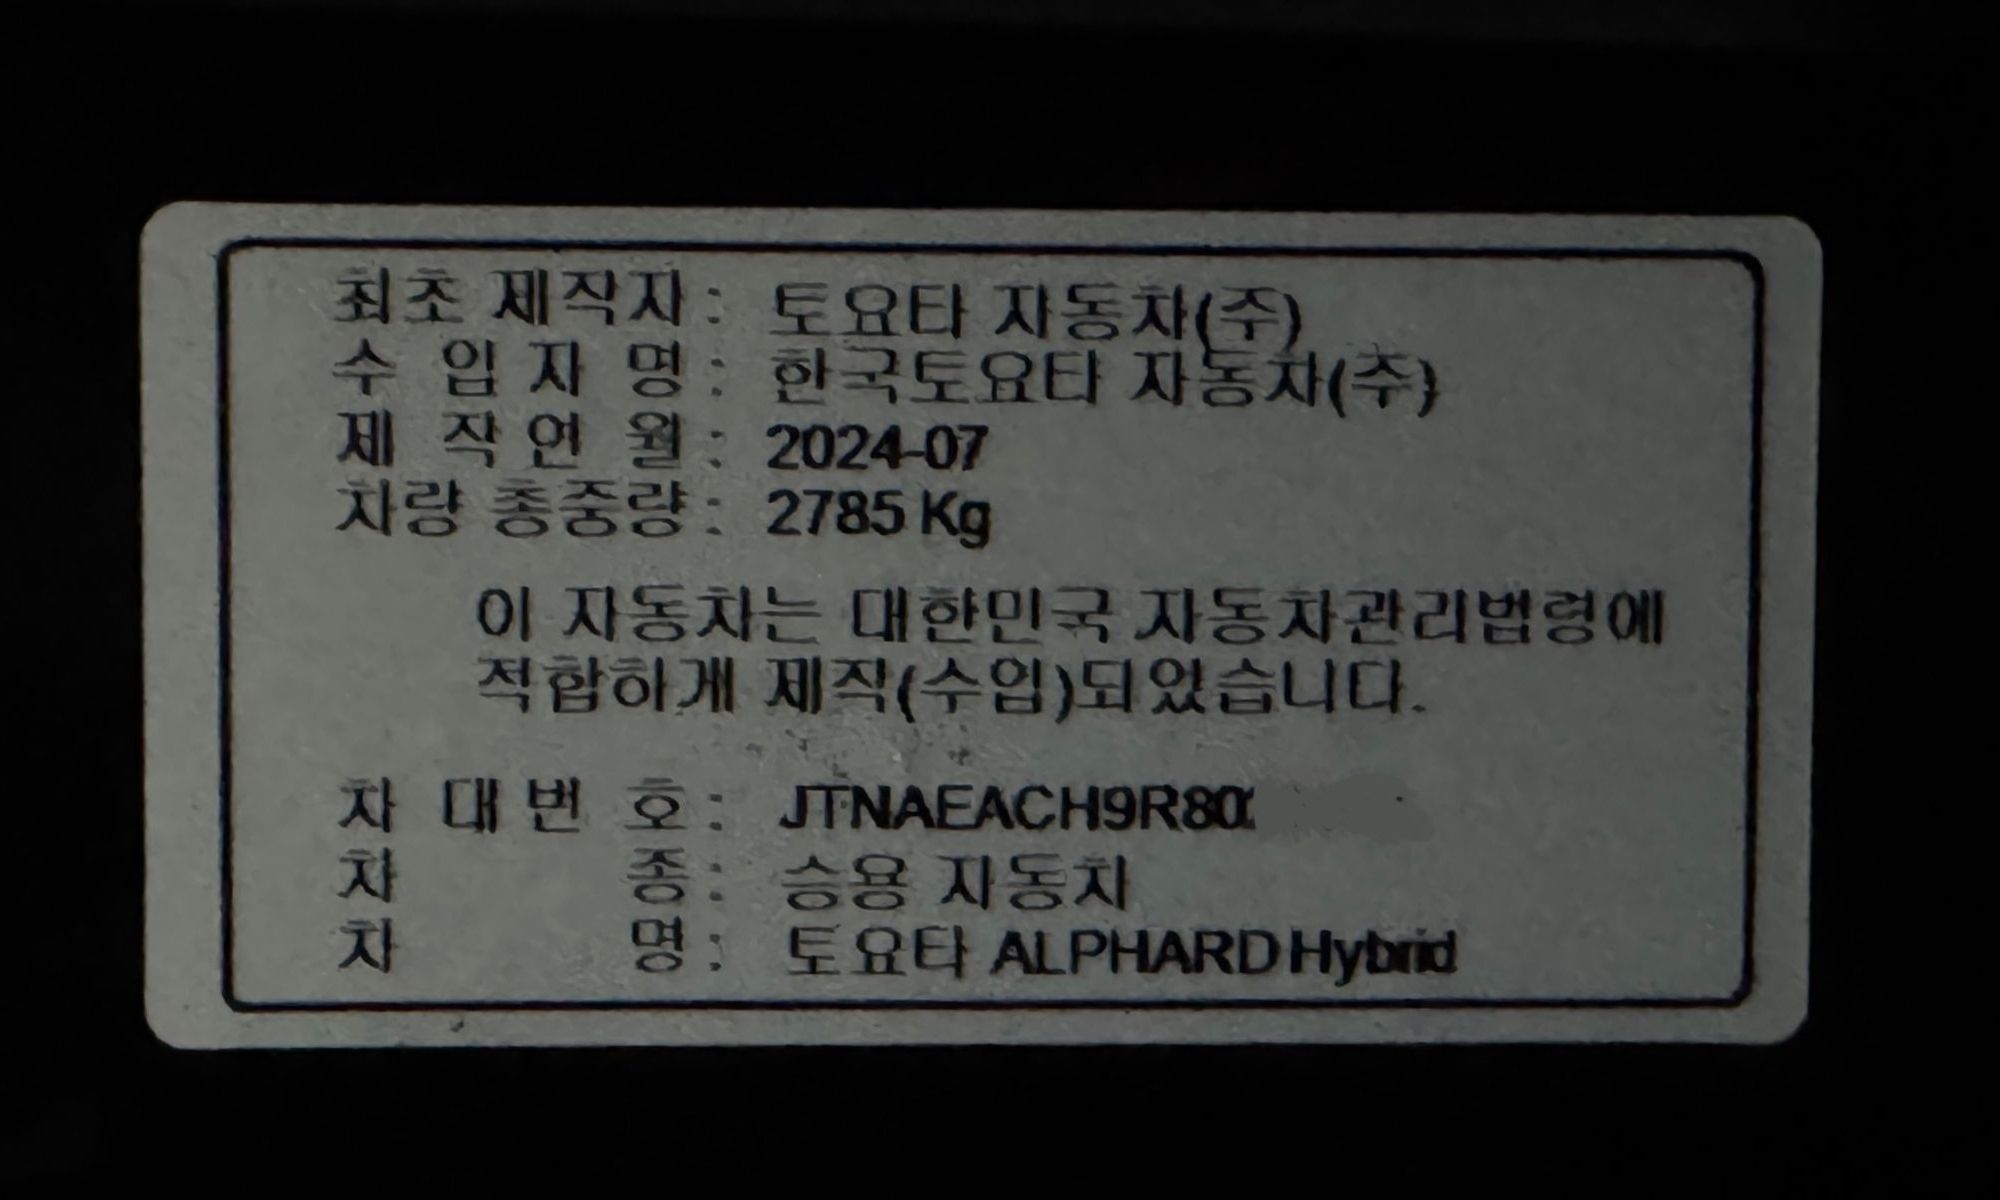 최초 제작자 : 토요타 자동차(주)
수 입 자 명 : 한국토요타 자동차(주)
제 작 연 월 : 2024-07
차량 총중량 : 2785 Kg
이 자동차는 대한민국 자동차관리법령에
적합하게 제작(수입)되었습니다.
차 대 번 호 : JTNAEACH9R80
차 종 : 승용 자동차
차 명 : 토요타 ALPHARD Hybrid